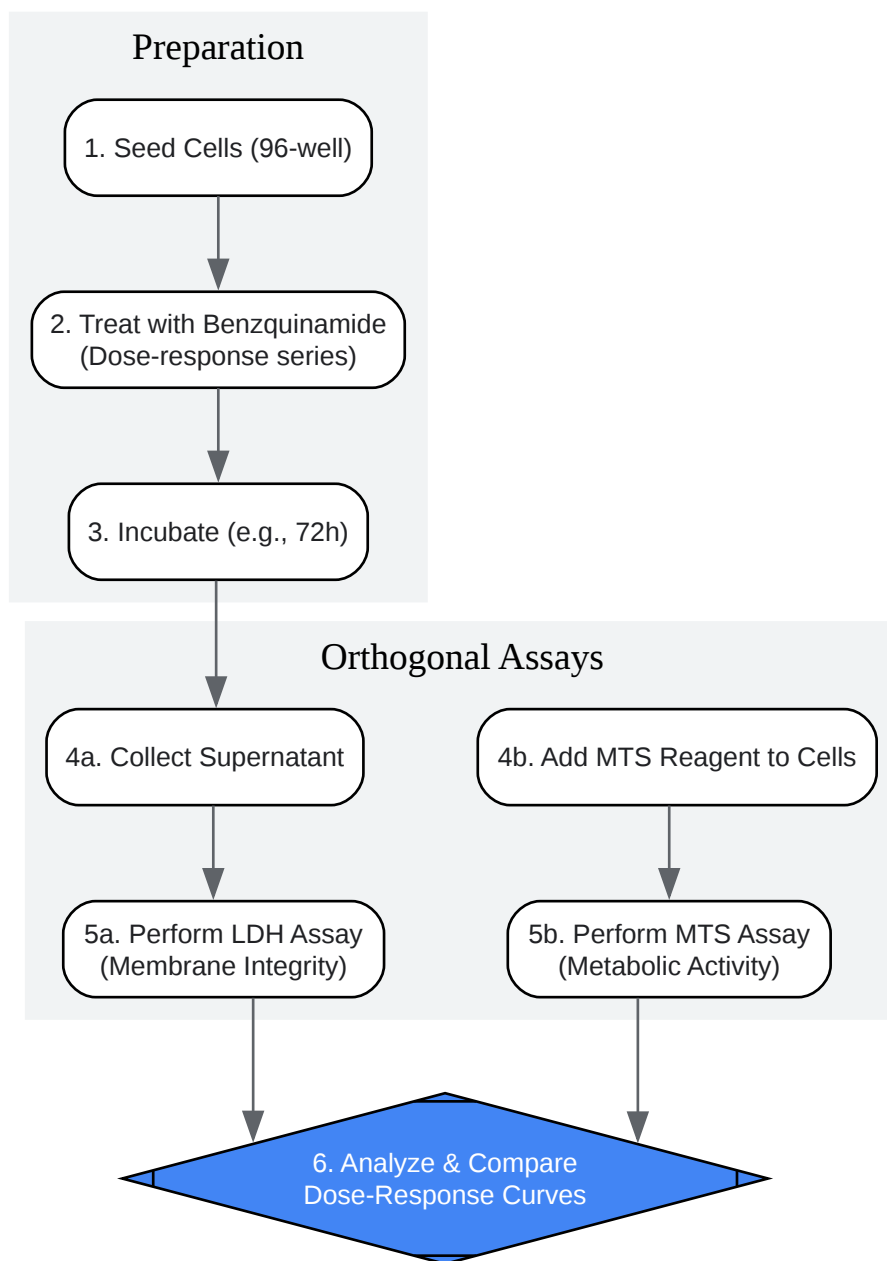 Preparation
1. Seed Cells (96-well)
2. Treat with Benzquinamide
(Dose-response series)
3. Incubate (e.g., 72h)
Orthogonal Assays
4a. Collect Supernatant
4b. Add MTS Reagent to Cells
5a. Perform LDH Assay
(Membrane Integrity)
5b. Perform MTS Assay
(Metabolic Activity)
6. Analyze & Compare
Dose-Response Curves